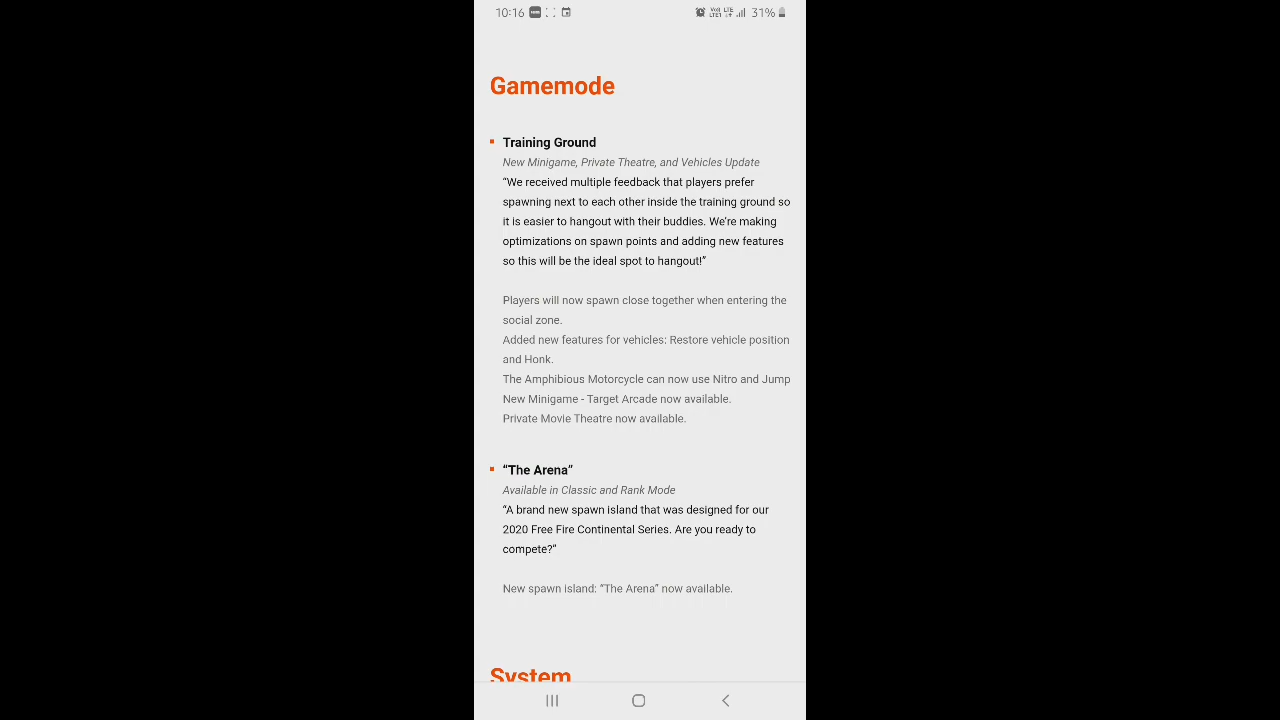 10:16
31%
Gamemode
Training Ground
New Minigame, Private Theatre, and Vehicles Update
“We received multiple feedback that players prefer
spawning next to each other inside the training ground so
it is easier to hangout with their buddies. We’re making
optimizations on spawn points and adding new features
so this will be the ideal spot to hangout!”
Players will now spawn close together when entering the
social zone.
Added new features for vehicles: Restore vehicle position
and Honk.
The Amphibious Motorcycle can now use Nitro and Jump
New Minigame - Target Arcade now available.
Private Movie Theatre now available.
“The Arena”
Available in Classic and Rank Mode
“A brand new spawn island that was designed for our
2020 Free Fire Continental Series. Are you ready to
compete?”
New spawn island: “The Arena” now available.
System